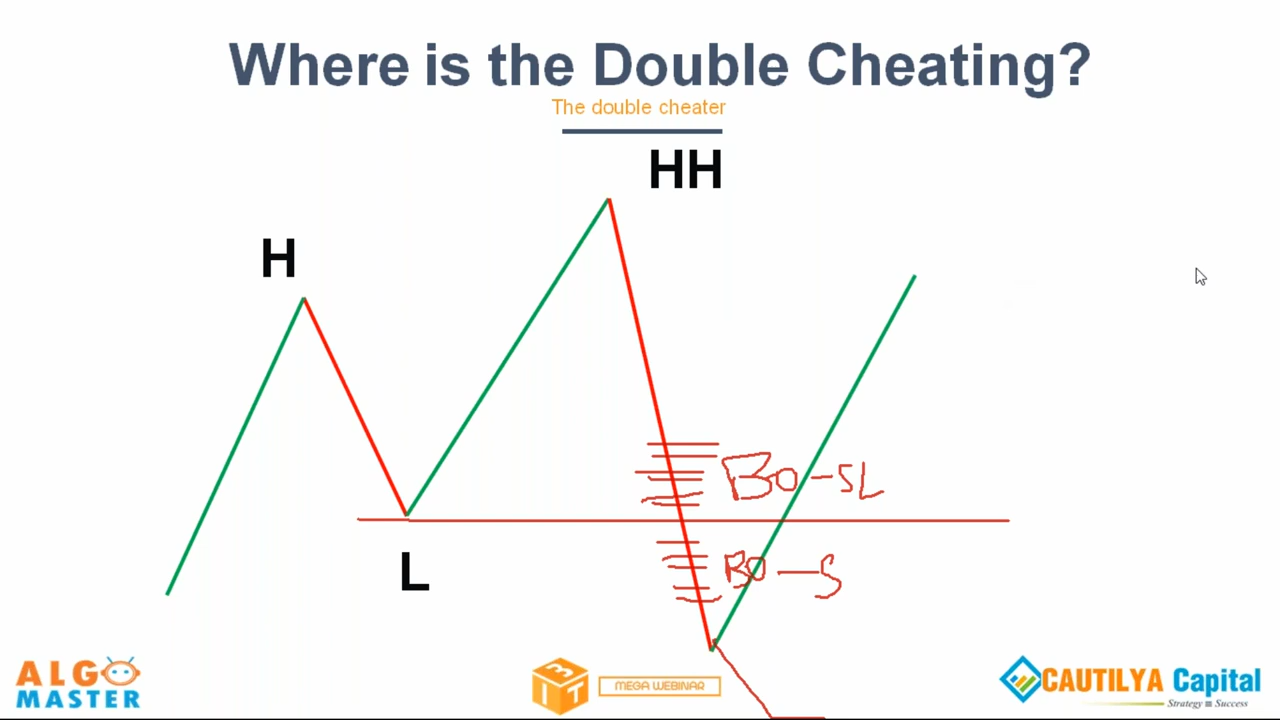 Where is the Double Cheating?
The double cheater
HH
H
BO-SL
L
BO-S
ALGO MASTER
BIT
MEGA WEBINAR
CAUTILYA Capital
Strategy = Success